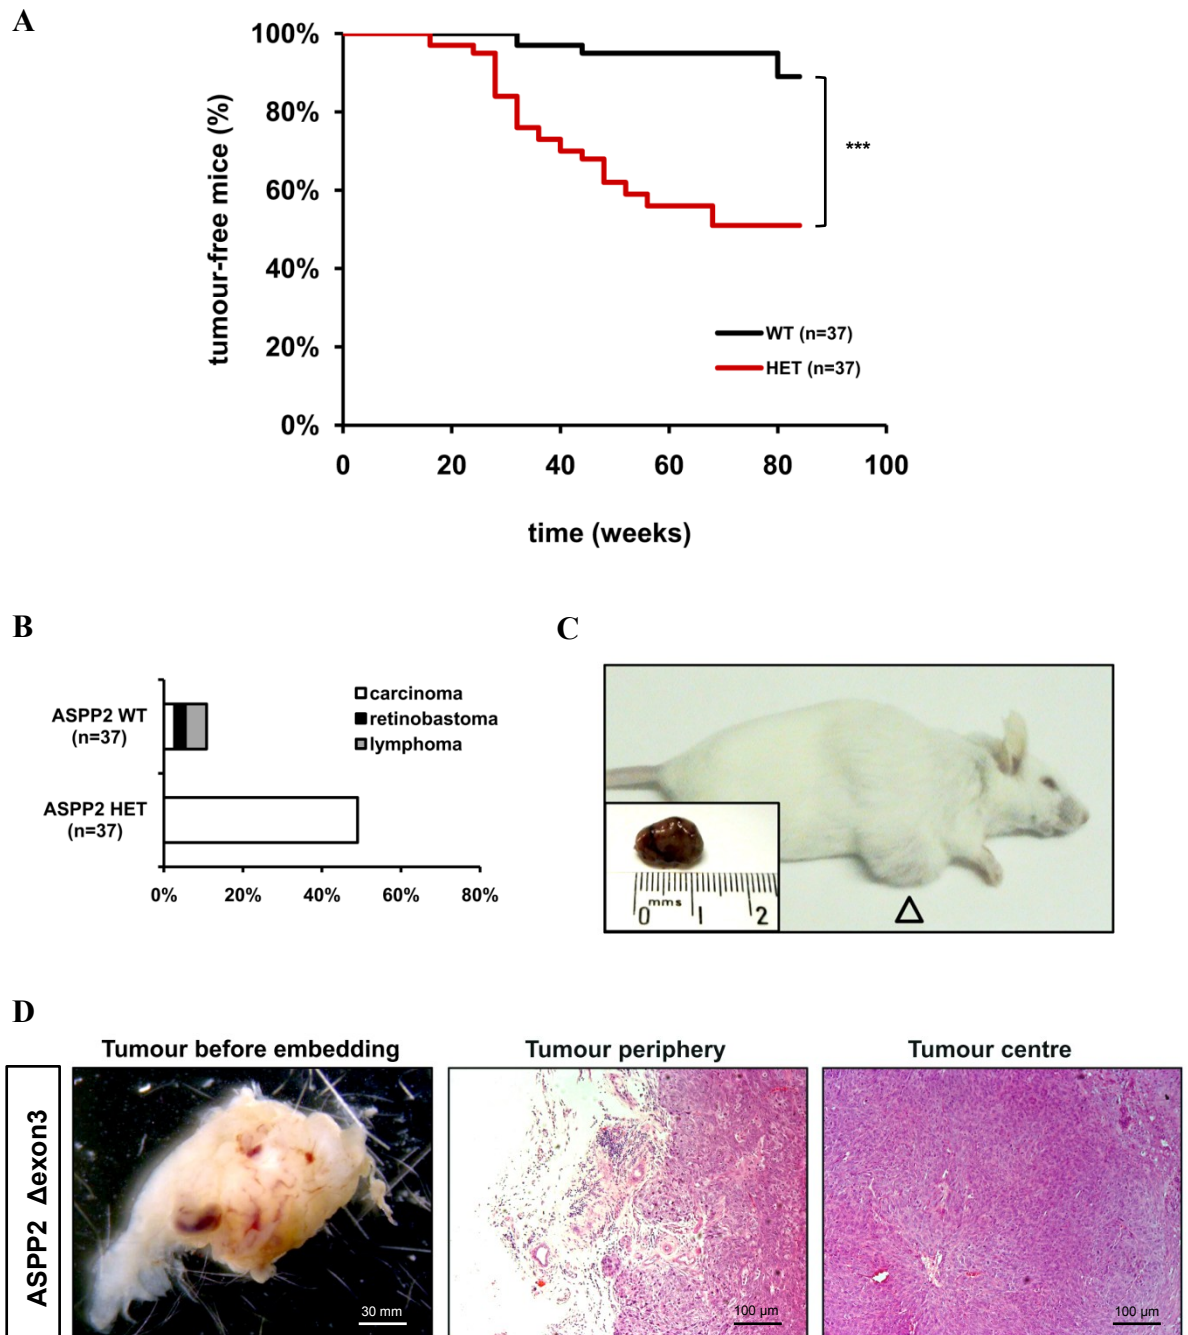 A
100%
80%
60%
40%
20%
0%
tumour-free mice (%)
***
WT (n=37)
HET (n=37)
0 20 40 60 80 100
time (weeks)
B
carcinoma
retinobastoma
lymphoma
ASPP2 WT
(n=37)
ASPP2 HET
(n=37)
0% 20% 40% 60% 80%
C
mms
0 1 2
D
Tumour before embedding
Tumour periphery
Tumour centre
ASPP2 Δexon3
30 mm
100 µm
100 µm